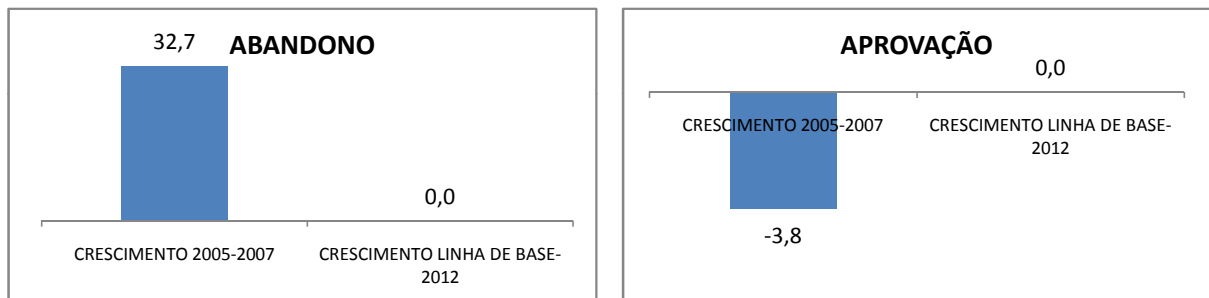 ABANDONO
32,7
0,0
CRESCIMENTO 2005-2007
CRESCIMENTO LINHA DE BASE-
2012
APROVAÇÃO
0,0
CRESCIMENTO 2005-2007
CRESCIMENTO LINHA DE BASE-
2012
-3,8